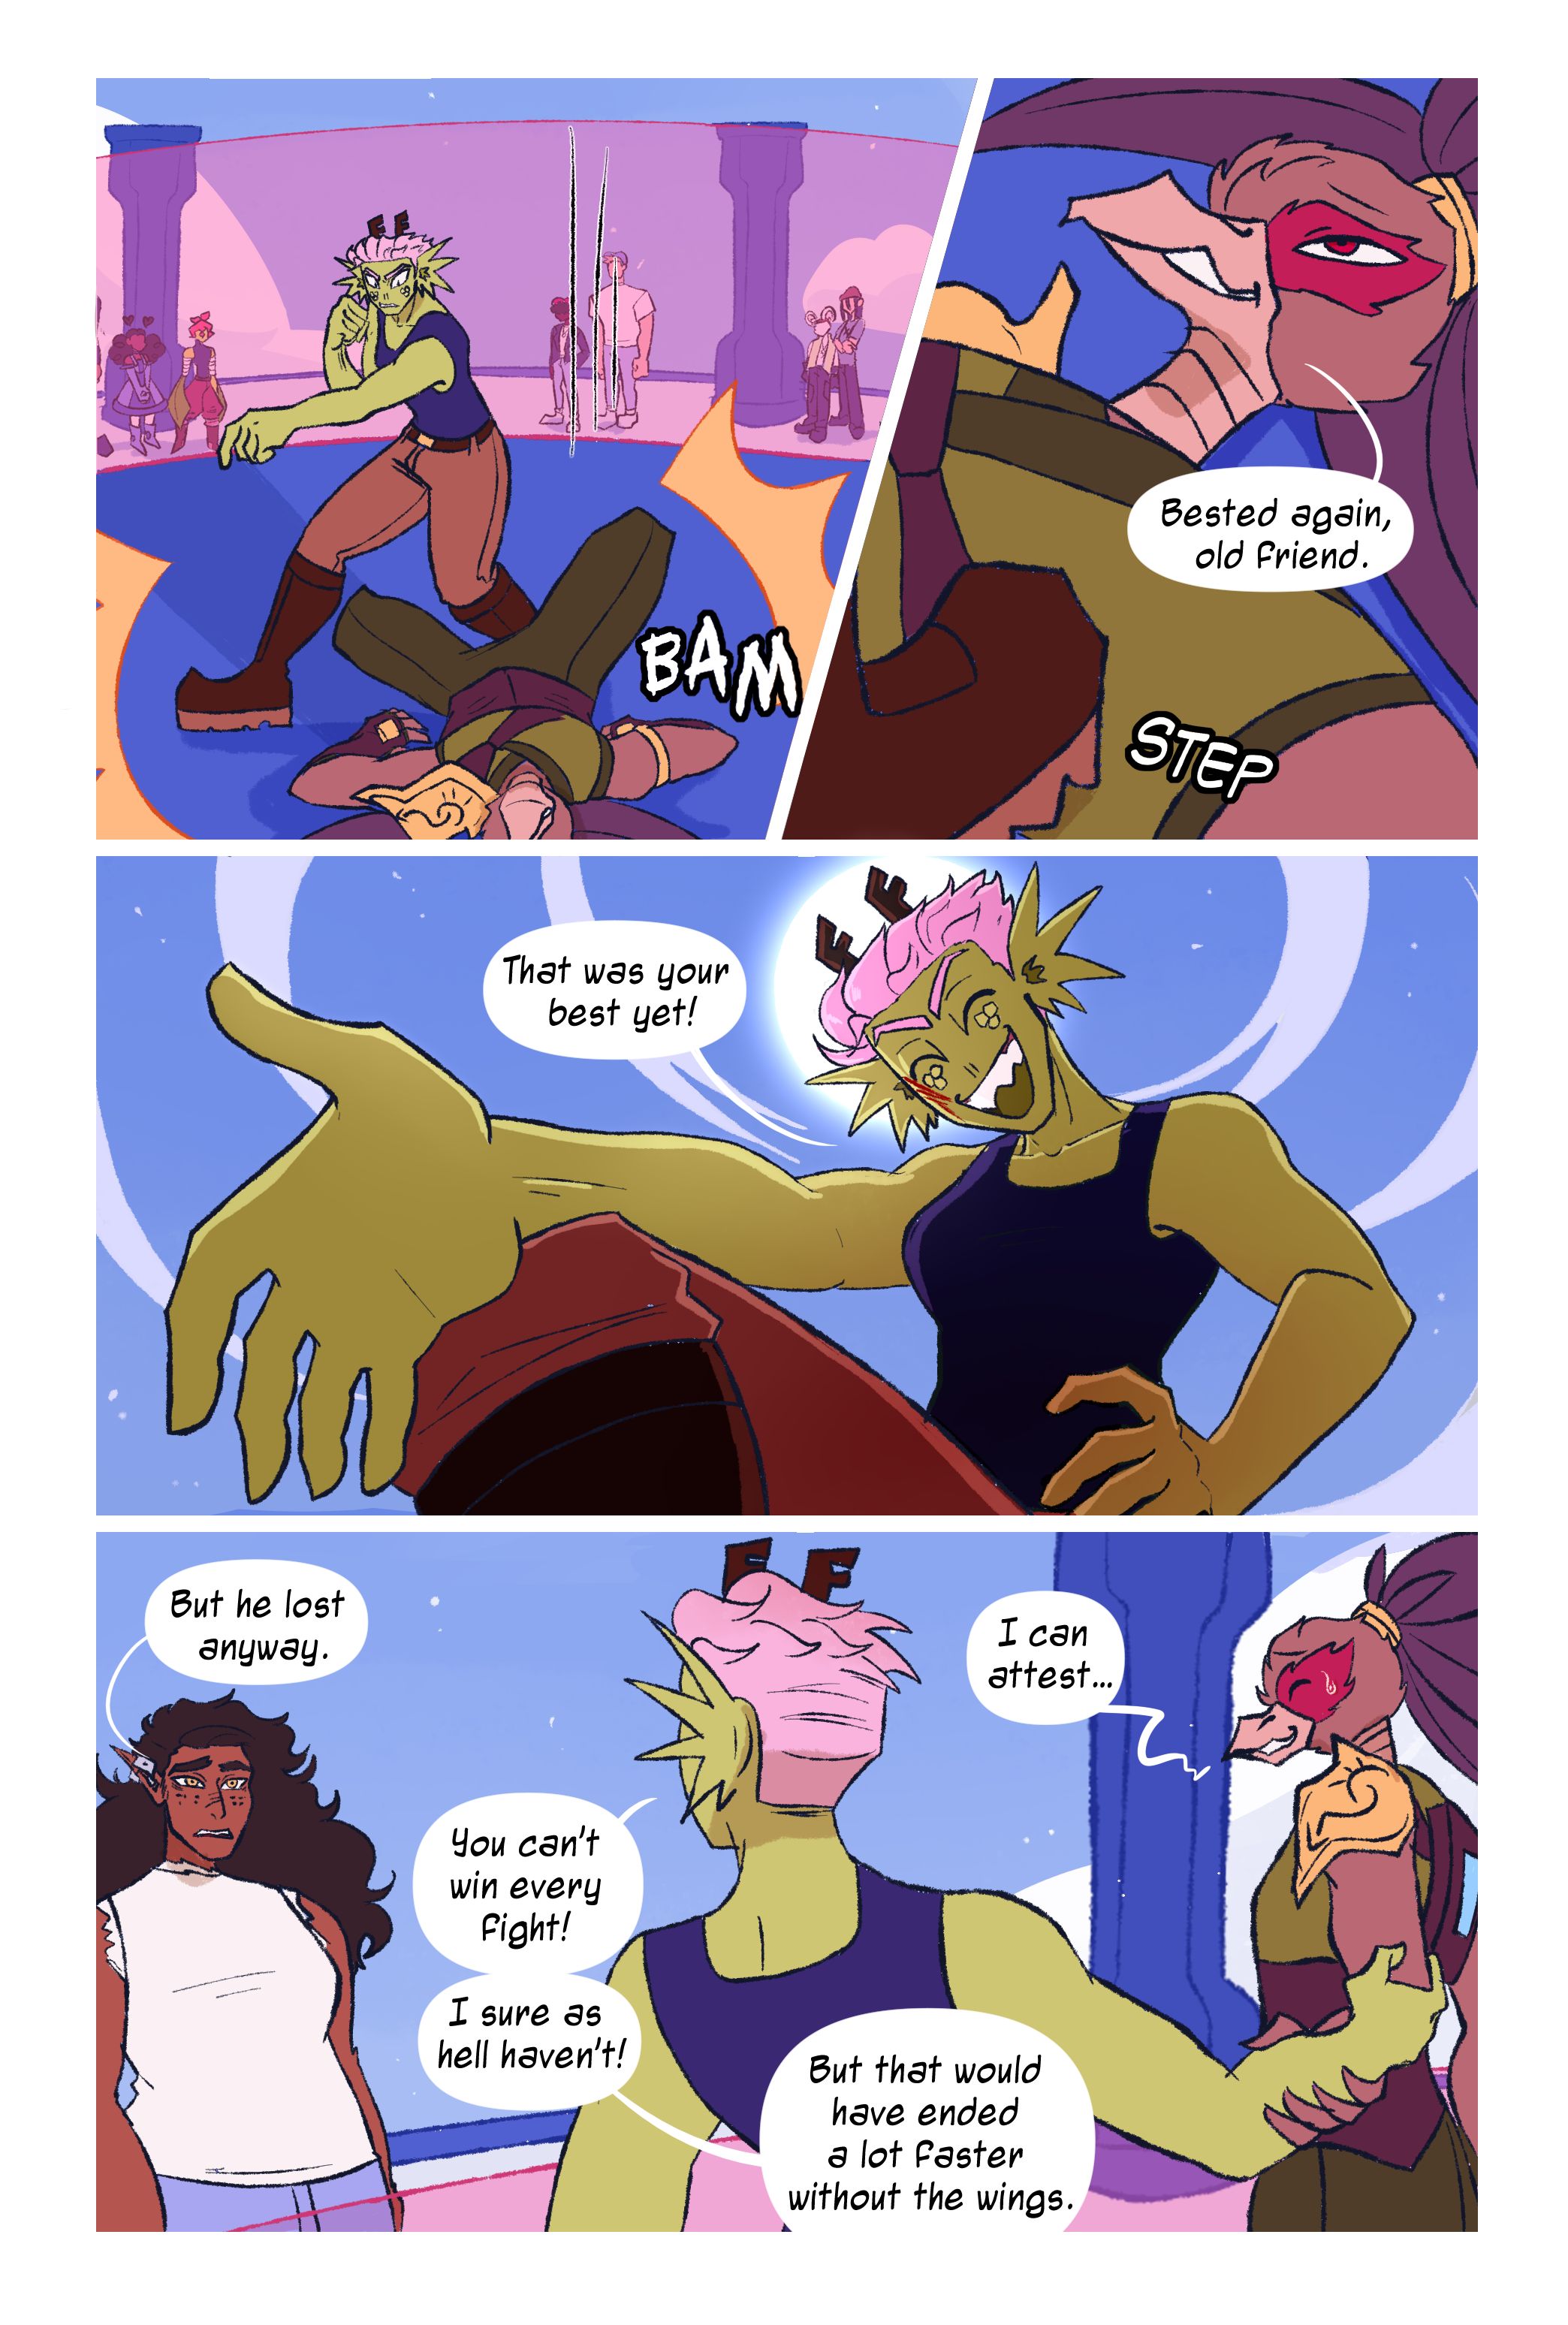 BAM
Bested again,
old friend.
STEP
That was your
best yet!
But he lost
anyway.
You can't
win every
fight!
I sure as
hell haven't!
I can
attest...
But that would
have ended
a lot faster
without the wings.